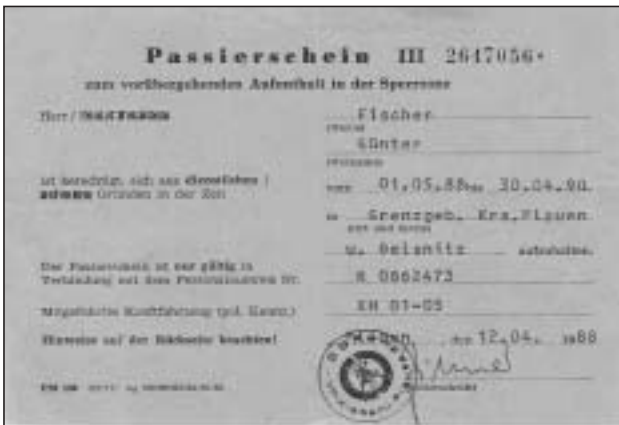 Passierschein III 2647056*
zum vorübergehenden Aufenthalt in der Sperrzone
Herr / Fischer
Günter
ist berechtigt, sich aus dienstlichen /
Gründen in der Zeit vom 01.05.88 bis 30.04.90
in Grenzgeb. Krs. Plauen
u. Oelsnitz aufzuhalten.
Der Passierschein ist nur gültig in
Verbindung mit dem Personalausweis Nr. R 0862473
Mitgeführtes Kraftfahrzeug (pol. Kennz.) XH 01-05
Hinweise auf der Rückseite beachten!
den 12.04. 1988